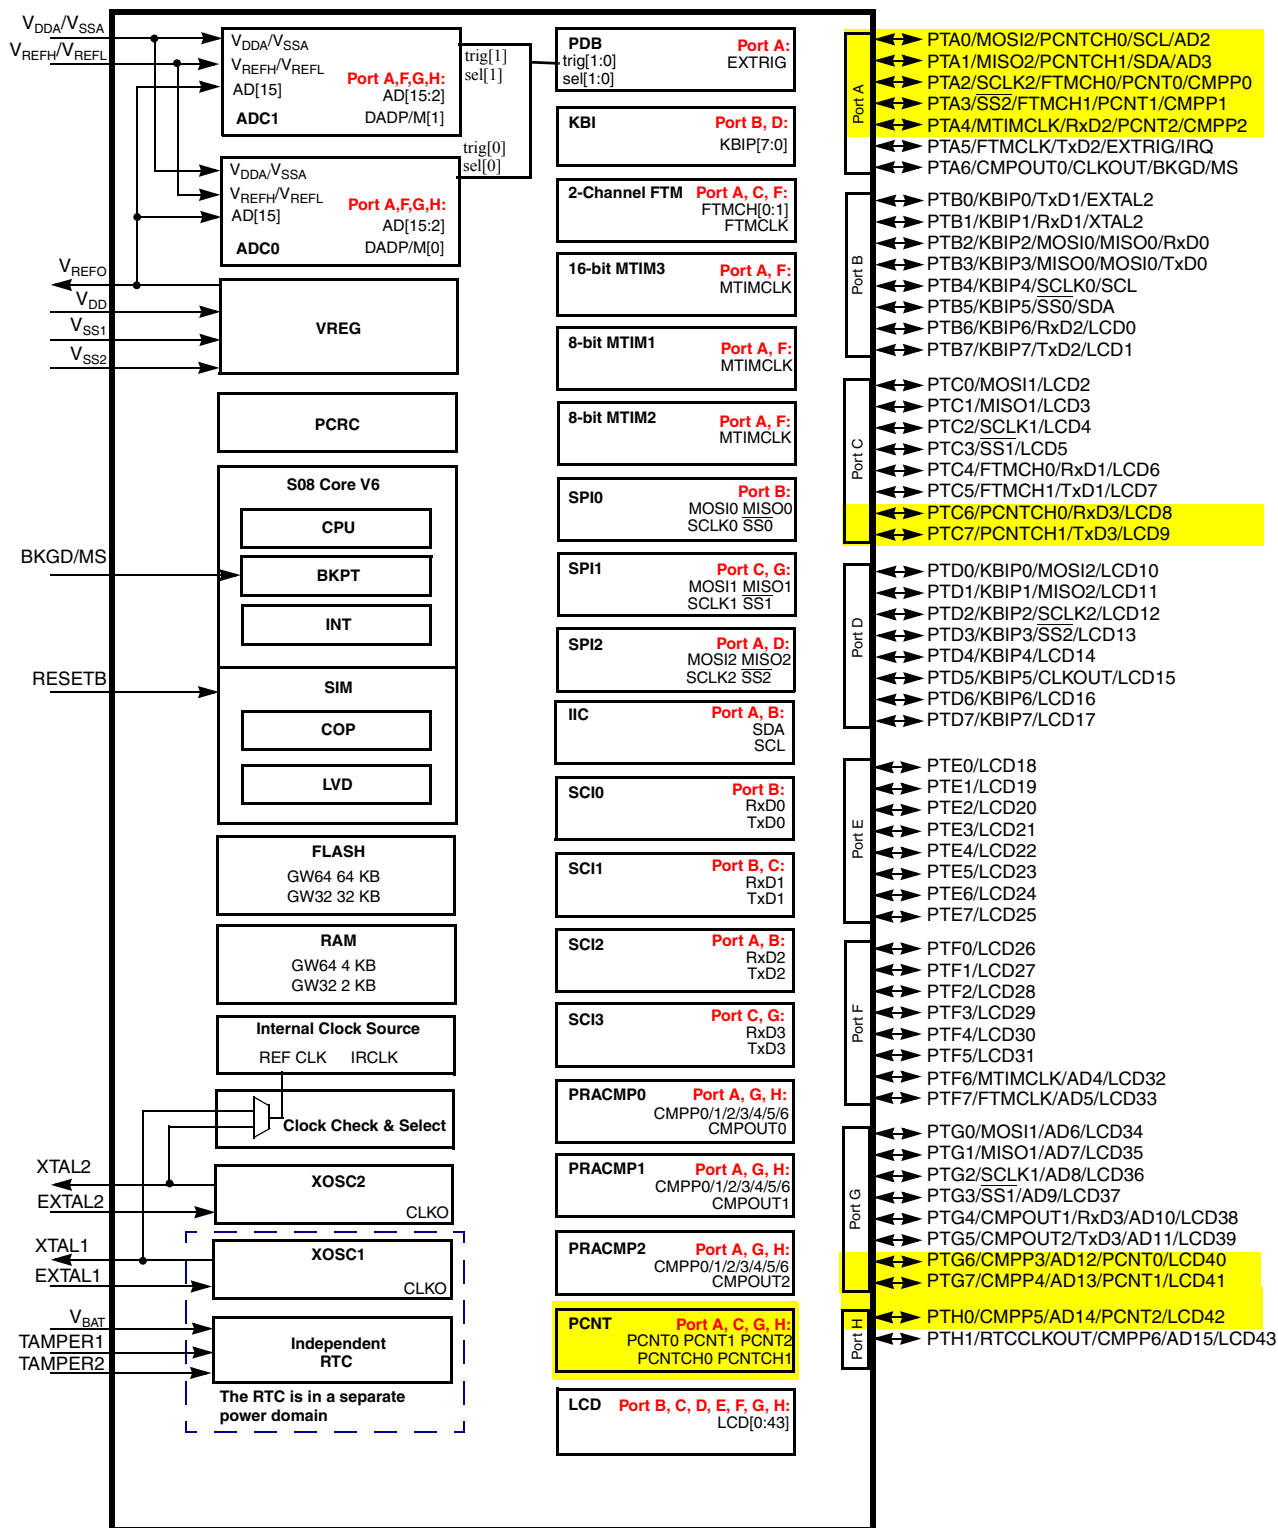 V_DDA/V_SSA
V_REFH/V_REFL
V_DDA/V_SSA
V_REFH/V_REFL
Port A,F,G,H:
AD[15]
AD[15:2]
ADC1
DADP/M[1]
trig[1]
sel[1]
V_DDA/V_SSA
V_REFH/V_REFL
Port A,F,G,H:
AD[15]
AD[15:2]
ADC0
DADP/M[0]
trig[0]
sel[0]
V_REFO
V_DD
V_SS1
V_SS2
VREG
PCRC
S08 Core V6
CPU
BKGD/MS
BKPT
INT
RESETB
SIM
COP
LVD
FLASH
GW64 64 KB
GW32 32 KB
RAM
GW64 4 KB
GW32 2 KB
Internal Clock Source
REF CLK IRCLK
Clock Check & Select
XTAL2
EXTAL2
XOSC2
CLKO
XTAL1
EXTAL1
XOSC1
CLKO
V_BAT
TAMPER1
TAMPER2
Independent
RTC
The RTC is in a separate
power domain
PDB Port A:
trig[1:0] EXTRIG
sel[1:0]
KBI Port B, D:
KBIP[7:0]
2-Channel FTM Port A, C, F:
FTMCH[0:1]
FTMCLK
16-bit MTIM3 Port A, F:
MTIMCLK
8-bit MTIM1 Port A, F:
MTIMCLK
8-bit MTIM2 Port A, F:
MTIMCLK
SPI0 Port B:
MOSI0 MISO0
SCLK0 SS0
SPI1 Port C, G:
MOSI1 MISO1
SCLK1 SS1
SPI2 Port A, D:
MOSI2 MISO2
SCLK2 SS2
IIC Port A, B:
SDA
SCL
SCI0 Port B:
RxD0
TxD0
SCI1 Port B, C:
RxD1
TxD1
SCI2 Port A, B:
RxD2
TxD2
SCI3 Port C, G:
RxD3
TxD3
PRACMP0 Port A, G, H:
CMPP0/1/2/3/4/5/6
CMPOUT0
PRACMP1 Port A, G, H:
CMPP0/1/2/3/4/5/6
CMPOUT1
PRACMP2 Port A, G, H:
CMPP0/1/2/3/4/5/6
CMPOUT2
PCNT Port A, C, G, H:
PCNT0 PCNT1 PCNT2
PCNTCH0 PCNTCH1
LCD Port B, C, D, E, F, G, H:
LCD[0:43]
Port A
PTA0/MOSI2/PCNTCH0/SCL/AD2
PTA1/MISO2/PCNTCH1/SDA/AD3
PTA2/SCLK2/FTMCH0/PCNT0/CMPP0
PTA3/SS2/FTMCH1/PCNT1/CMPP1
PTA4/MTIMCLK/RxD2/PCNT2/CMPP2
PTA5/FTMCLK/TxD2/EXTRIG/IRQ
PTA6/CMPOUT0/CLKOUT/BKGD/MS
Port B
PTB0/KBIP0/TxD1/EXTAL2
PTB1/KBIP1/RxD1/XTAL2
PTB2/KBIP2/MOSI0/MISO0/RxD0
PTB3/KBIP3/MISO0/MOSI0/TxD0
PTB4/KBIP4/SCLK0/SCL
PTB5/KBIP5/SS0/SDA
PTB6/KBIP6/RxD2/LCD0
PTB7/KBIP7/TxD2/LCD1
Port C
PTC0/MOSI1/LCD2
PTC1/MISO1/LCD3
PTC2/SCLK1/LCD4
PTC3/SS1/LCD5
PTC4/FTMCH0/RxD1/LCD6
PTC5/FTMCH1/TxD1/LCD7
PTC6/PCNTCH0/RxD3/LCD8
PTC7/PCNTCH1/TxD3/LCD9
Port D
PTD0/KBIP0/MOSI2/LCD10
PTD1/KBIP1/MISO2/LCD11
PTD2/KBIP2/SCLK2/LCD12
PTD3/KBIP3/SS2/LCD13
PTD4/KBIP4/LCD14
PTD5/KBIP5/CLKOUT/LCD15
PTD6/KBIP6/LCD16
PTD7/KBIP7/LCD17
Port E
PTE0/LCD18
PTE1/LCD19
PTE2/LCD20
PTE3/LCD21
PTE4/LCD22
PTE5/LCD23
PTE6/LCD24
PTE7/LCD25
Port F
PTF0/LCD26
PTF1/LCD27
PTF2/LCD28
PTF3/LCD29
PTF4/LCD30
PTF5/LCD31
PTF6/MTIMCLK/AD4/LCD32
PTF7/FTMCLK/AD5/LCD33
Port G
PTG0/MOSI1/AD6/LCD34
PTG1/MISO1/AD7/LCD35
PTG2/SCLK1/AD8/LCD36
PTG3/SS1/AD9/LCD37
PTG4/CMPOUT1/RxD3/AD10/LCD38
PTG5/CMPOUT2/TxD3/AD11/LCD39
PTG6/CMPP3/AD12/PCNT0/LCD40
PTG7/CMPP4/AD13/PCNT1/LCD41
Port H
PTH0/CMPP5/AD14/PCNT2/LCD42
PTH1/RTCCLKOUT/CMPP6/AD15/LCD43